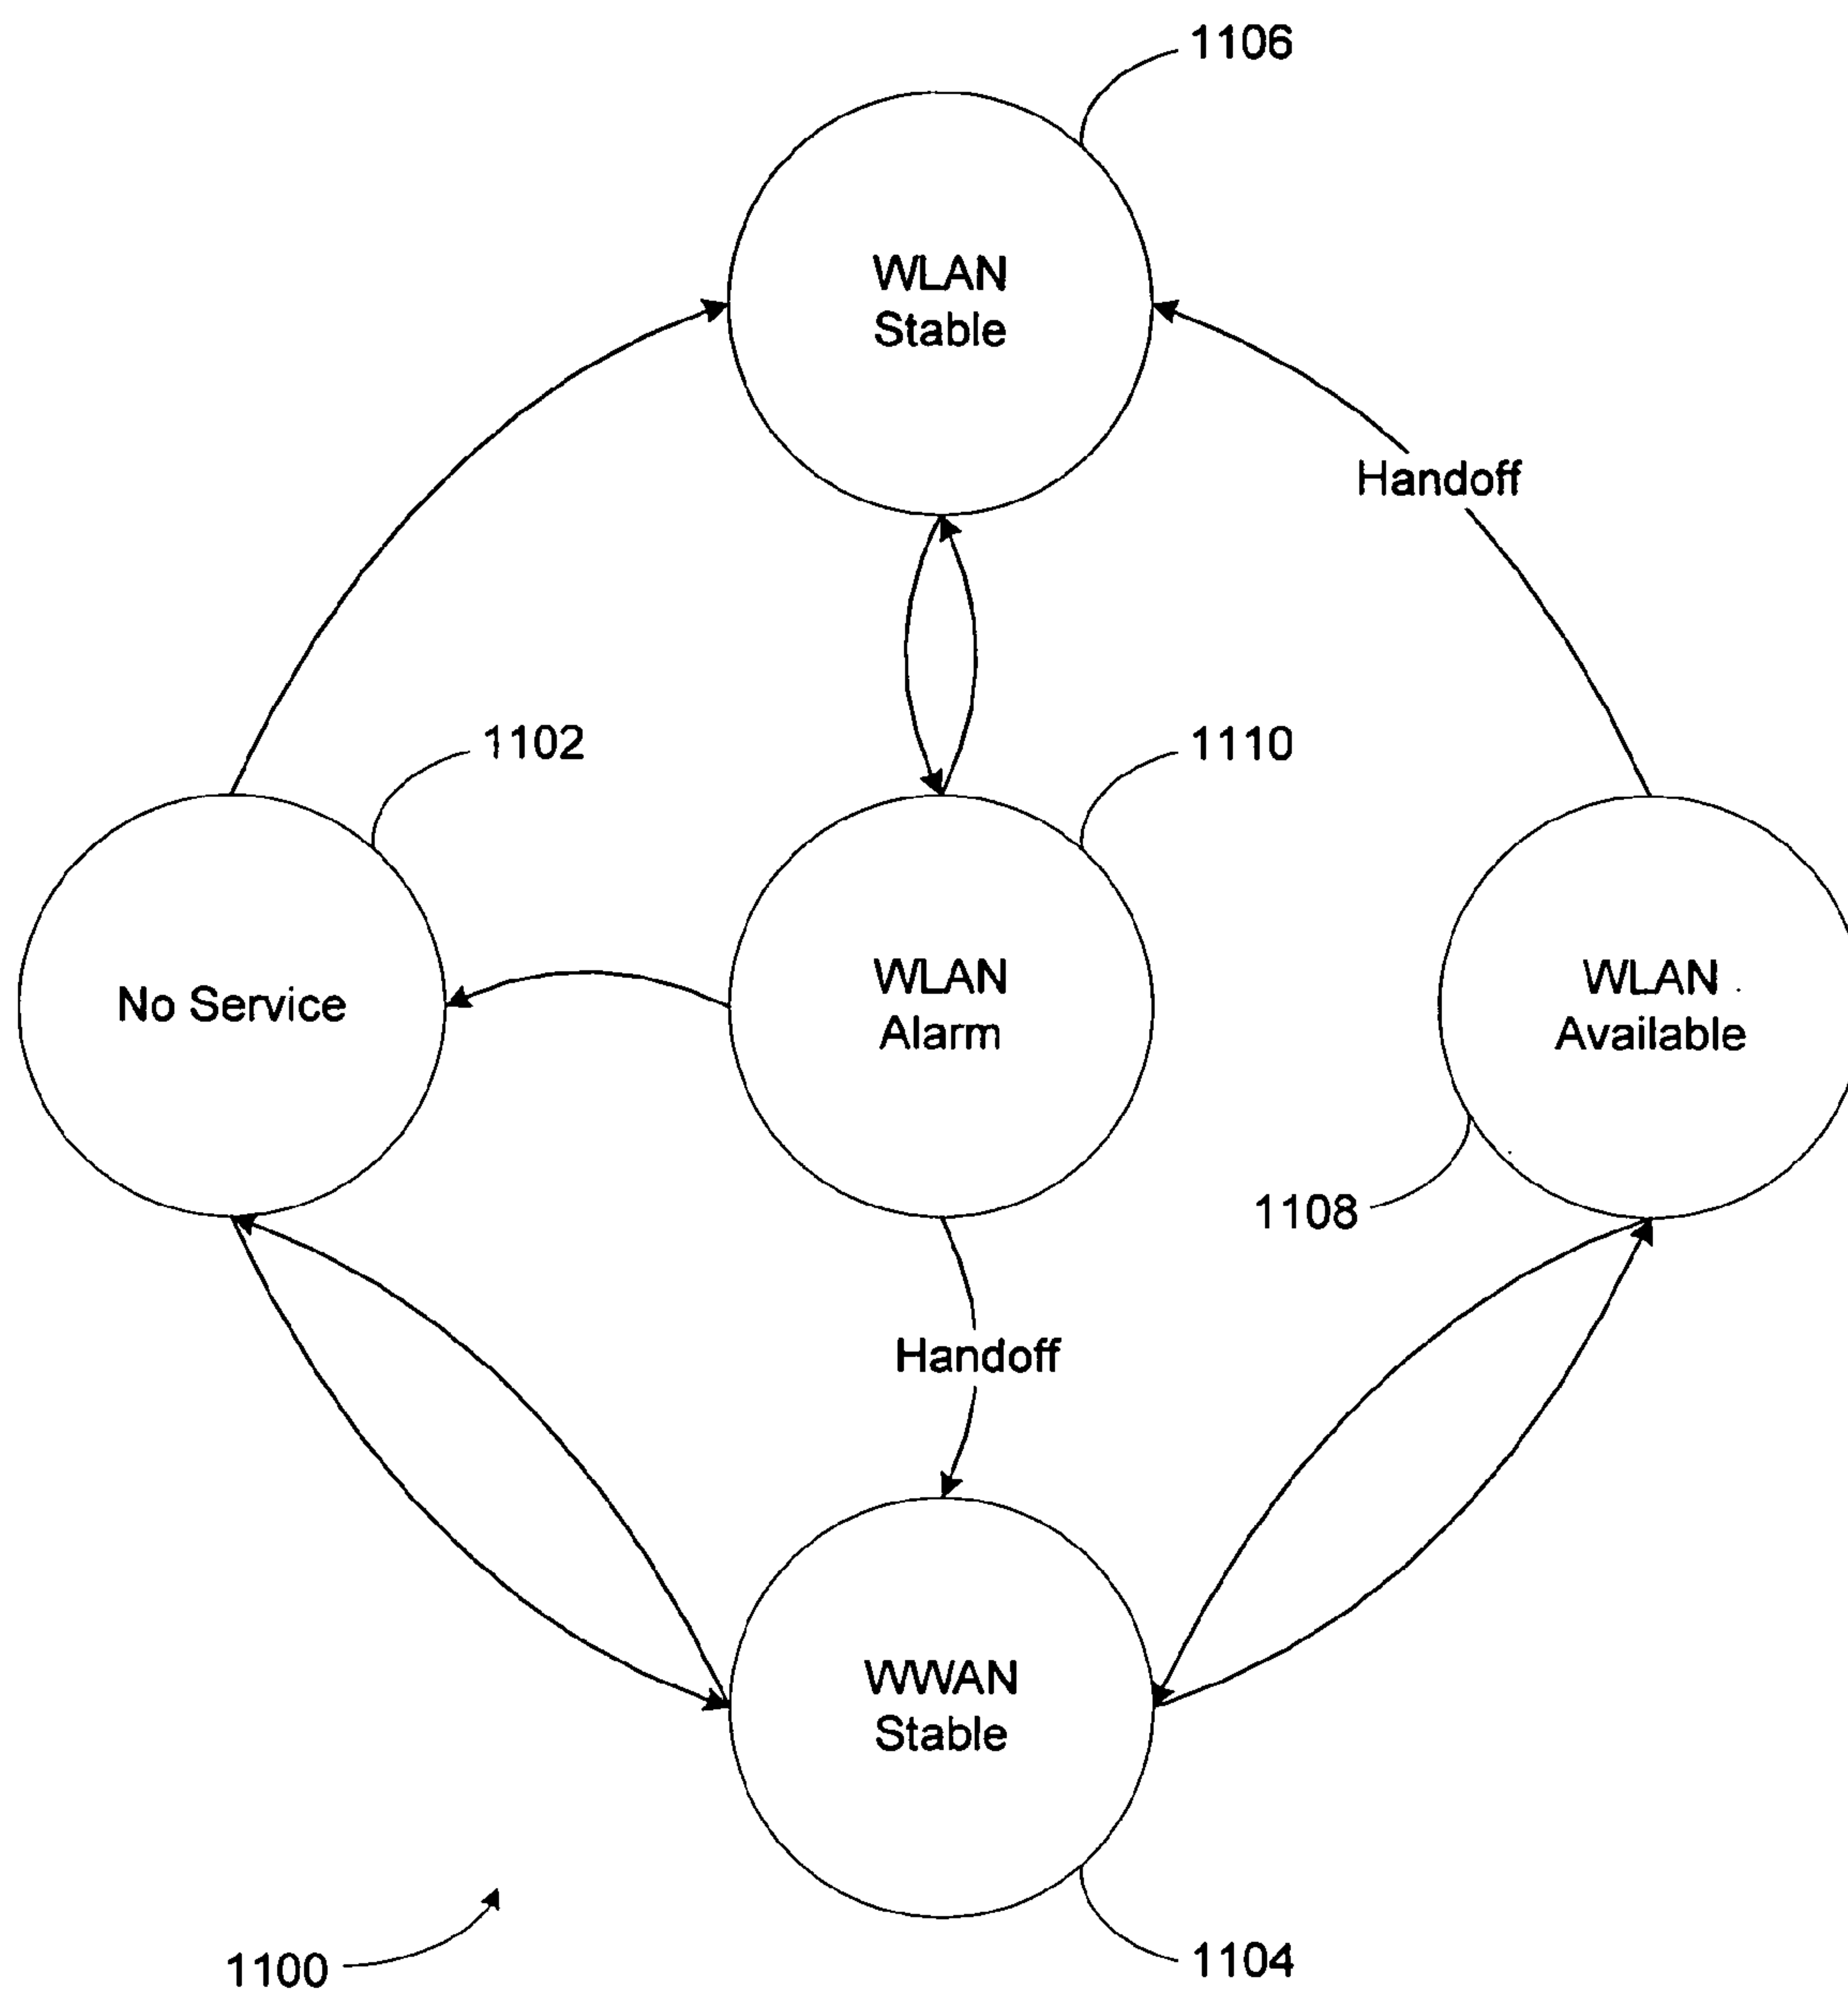 1106
WLAN
Stable
Handoff
1102
1110
No Service
WLAN
Alarm
WLAN
Available
1108
Handoff
WWAN
Stable
1100
1104